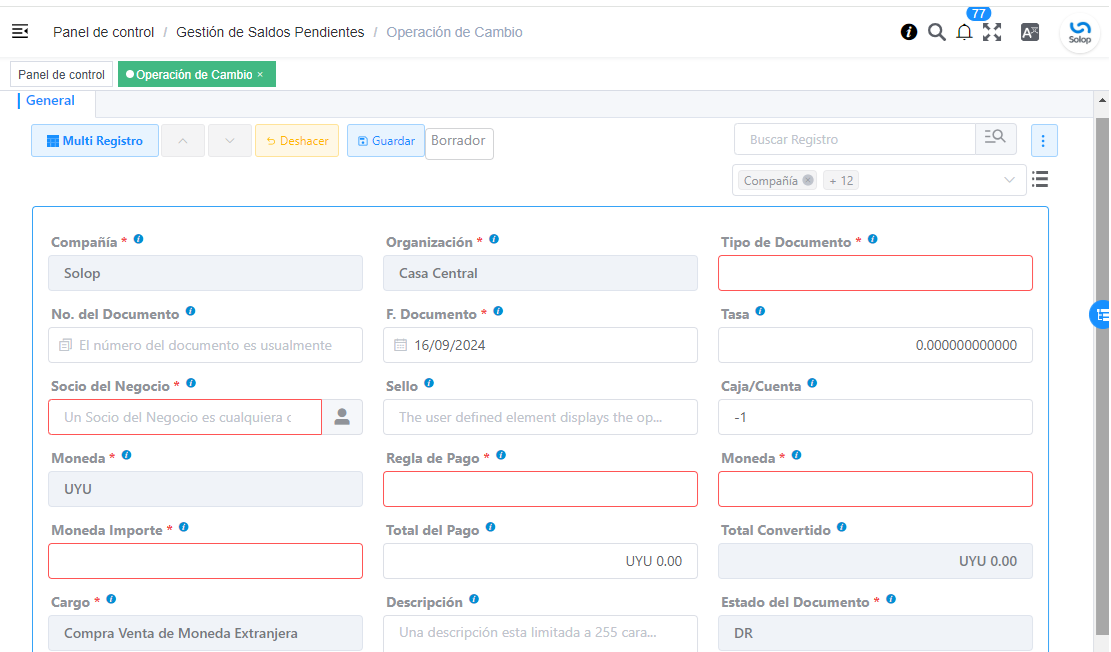 77
Panel de control / Gestión de Saldos Pendientes / Operación de Cambio
Solop
Panel de control
Operación de Cambio ×
General
Multi Registro
Deshacer
Guardar
Borrador
Buscar Registro
Compañía
+ 12
Compañía *
Organización *
Tipo de Documento *
Solop
Casa Central
No. del Documento
F. Documento *
Tasa
El número del documento es usualmente
16/09/2024
0.000000000000
Socio del Negocio *
Sello
Caja/Cuenta
Un Socio del Negocio es cualquiera c
The user defined element displays the op...
-1
Moneda *
Regla de Pago *
Moneda *
UYU
Moneda Importe *
Total del Pago
Total Convertido
UYU 0.00
UYU 0.00
Cargo *
Descripción
Estado del Documento *
Compra Venta de Moneda Extranjera
Una descripción esta limitada a 255 cara...
DR